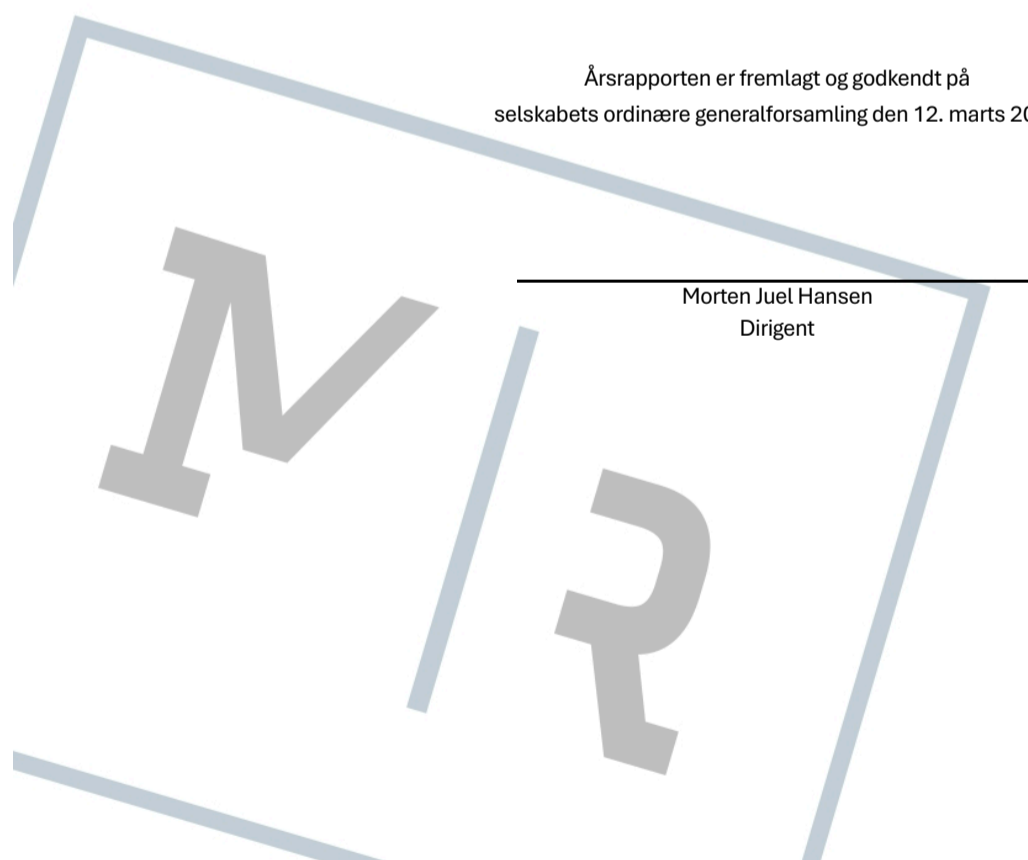 Årsrapporten er fremlagt og godkendt på
selskabets ordinære generalforsamling den 12. marts
Morten Juel Hansen
Dirigent
M R